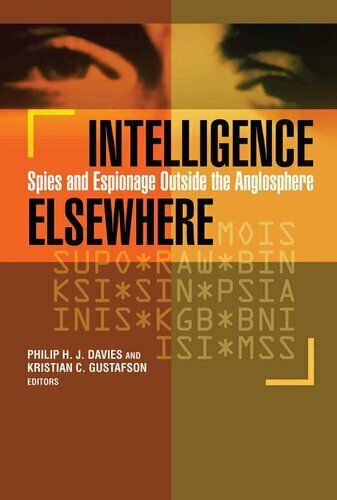 INTELLIGENCE
Spies and Espionage Outside the Anglosphere
ELSEWHERE
MOIS
SUPO*RAW*BIN
KSI*SIN*PSIA
INIS*KGB*BNI
ISI*MSS
PHILIP H. J. DAVIES AND
KRISTIAN C. GUSTAFSON
EDITORS